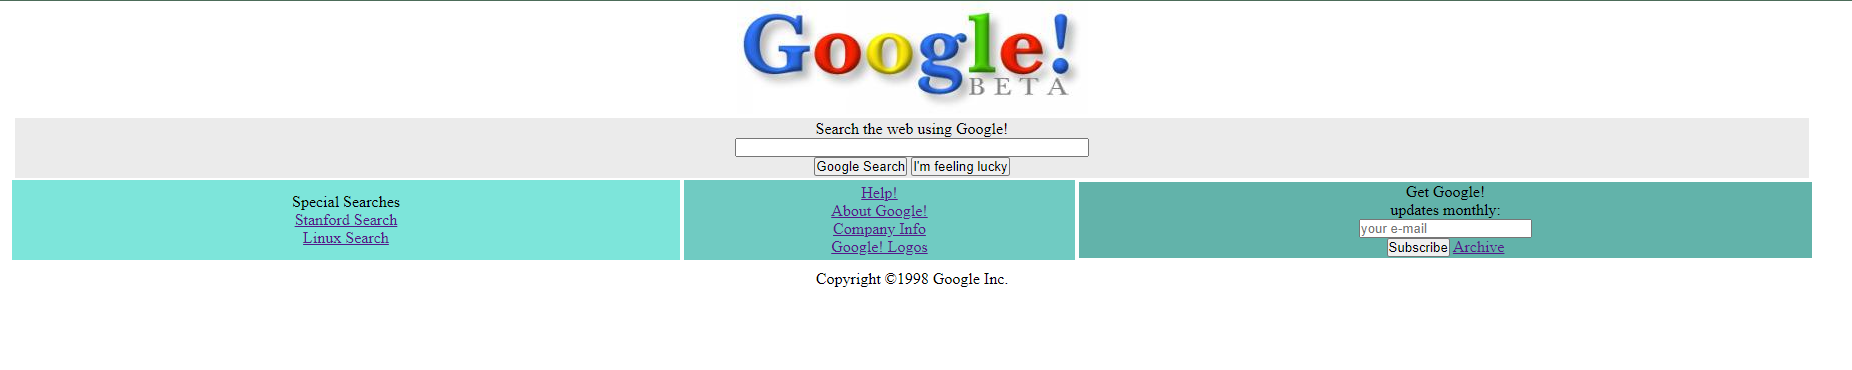 Google!
BETA
Search the web using Google!
Google Search I'm feeling lucky
Special Searches
Stanford Search
Linux Search
Help!
About Google!
Company Info
Google! Logos
Get Google!
updates monthly:
your e-mail
Subscribe Archive
Copyright ©1998 Google Inc.